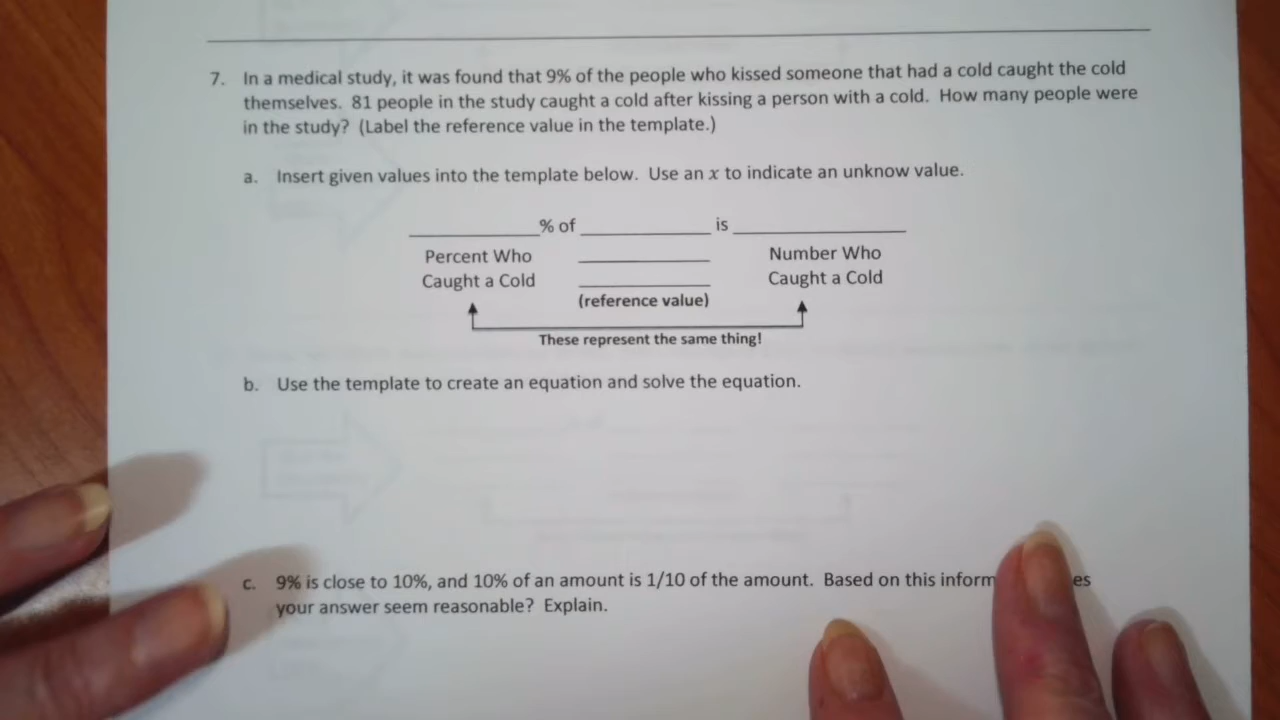 7. In a medical study, it was found that 9% of the people who kissed someone that had a cold caught the cold
themselves. 81 people in the study caught a cold after kissing a person with a cold. How many people were
in the study? (Label the reference value in the template.)
a. Insert given values into the template below. Use an x to indicate an unknow value.
% of is
Percent Who Number Who
Caught a Cold Caught a Cold
(reference value)
These represent the same thing!
b. Use the template to create an equation and solve the equation.
c. 9% is close to 10%, and 10% of an amount is 1/10 of the amount. Based on this
your answer seem reasonable? Explain.